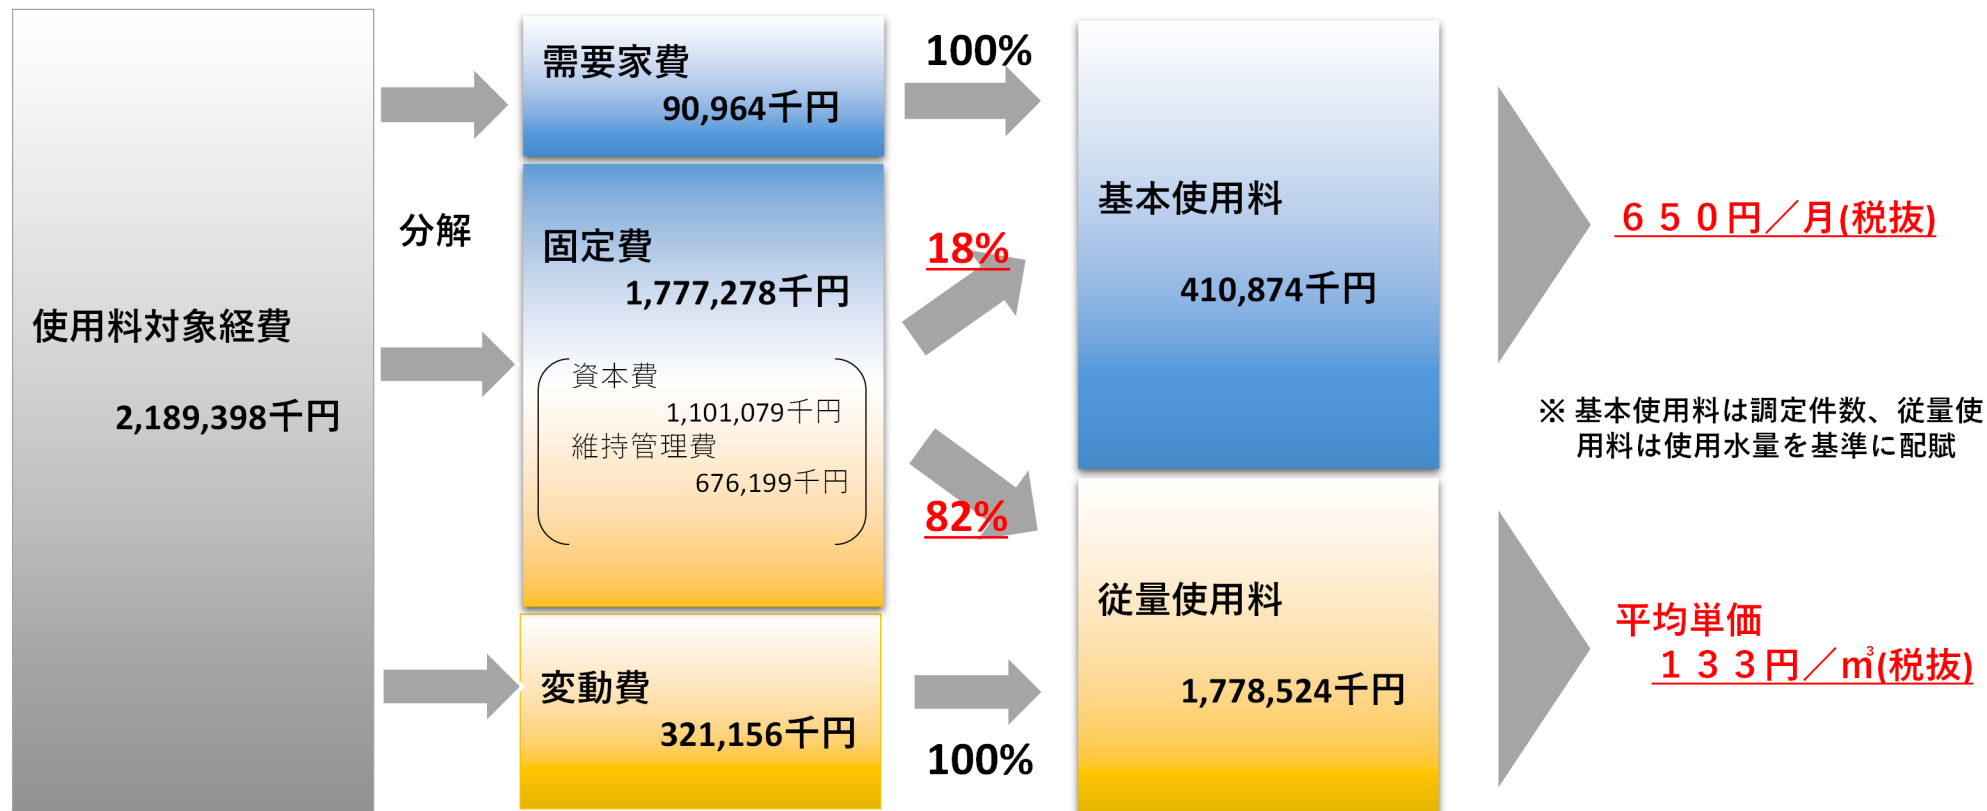 使用料対象経費
2,189,398千円
分解
需要家費
90,964千円
固定費
1,777,278千円
資本費
1,101,079千円
維持管理費
676,199千円
変動費
321,156千円
100%
18%
82%
100%
基本使用料
410,874千円
従量使用料
1,778,524千円
６５０円／月(税抜)
※ 基本使用料は調定件数、従量使
用料は使用水量を基準に配賦
平均単価
１３３円／㎥(税抜)